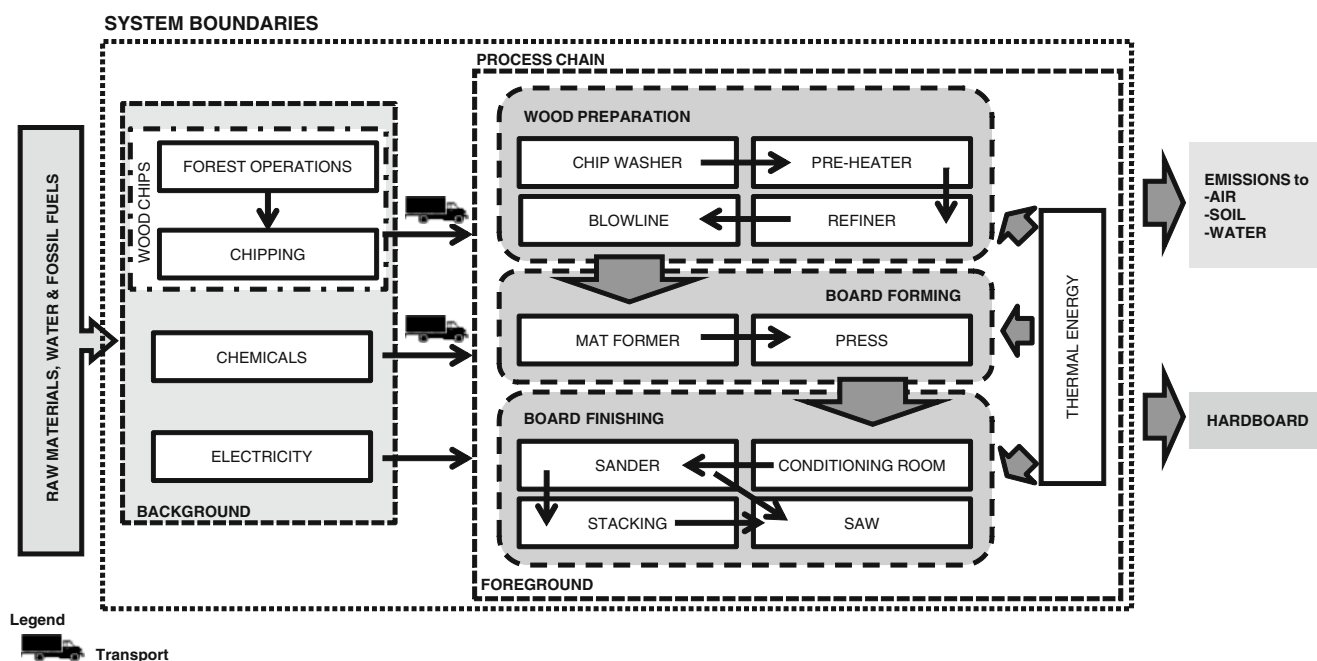 SYSTEM BOUNDARIES
RAW MATERIALS, WATER & FOSSIL FUELS
WOOD CHIPS
FOREST OPERATIONS
CHIPPING
CHEMICALS
ELECTRICITY
BACKGROUND
PROCESS CHAIN
WOOD PREPARATION
CHIP WASHER
PRE-HEATER
BLOWLINE
REFINER
BOARD FORMING
MAT FORMER
PRESS
BOARD FINISHING
SANDER
CONDITIONING ROOM
STACKING
SAW
FOREGROUND
THERMAL ENERGY
EMISSIONS to
-AIR
-SOIL
-WATER
HARDBOARD
Legend
Transport